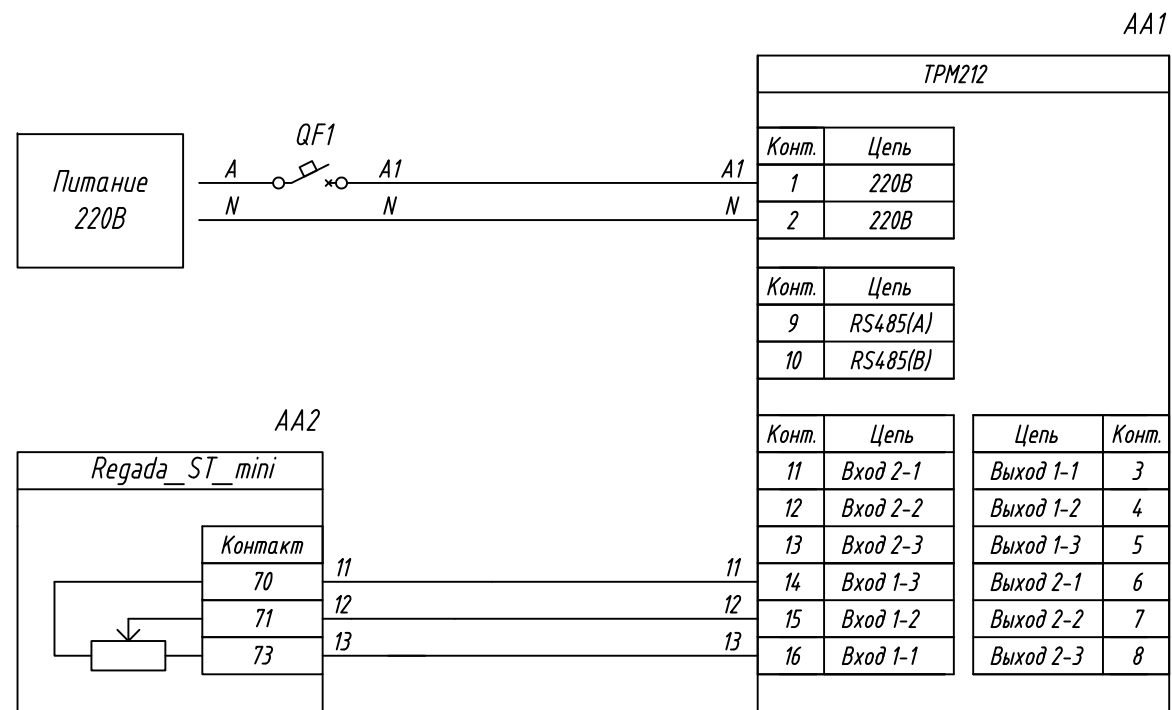 AA1
ТРМ212
QF1
Питание
220В
A
A1
A1
N
N
N
Конт. Цепь
1 220В
2 220В
Конт. Цепь
9 RS485(A)
10 RS485(B)
AA2
Regada_ST_mini
Контакт
70
71
73
11
12
13
11
12
13
Конт. Цепь
11 Вход 2-1
12 Вход 2-2
13 Вход 2-3
14 Вход 1-3
15 Вход 1-2
16 Вход 1-1
Цепь Конт.
Выход 1-1 3
Выход 1-2 4
Выход 1-3 5
Выход 2-1 6
Выход 2-2 7
Выход 2-3 8